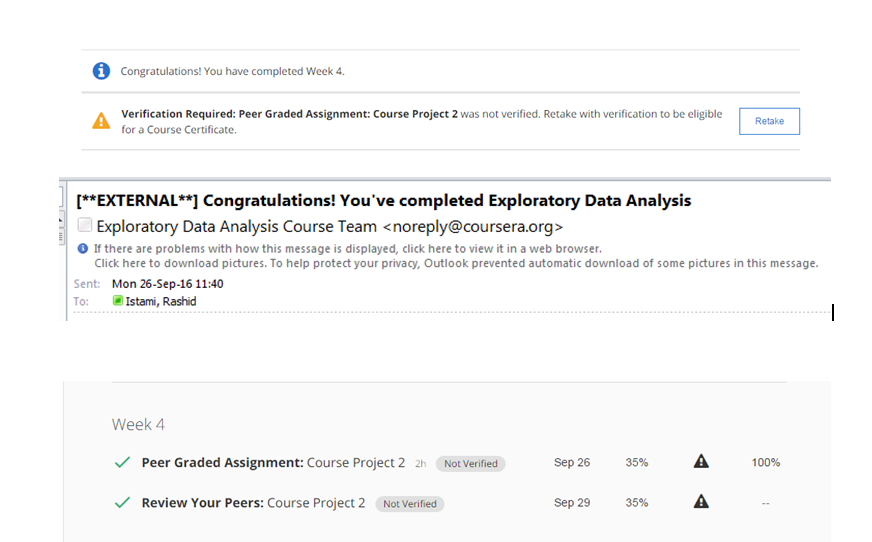 Congratulations! You have completed Week 4.
Verification Required: Peer Graded Assignment: Course Project 2 was not verified. Retake with verification to be eligible
for a Course Certificate.
Retake
[**EXTERNAL**] Congratulations! You've completed Exploratory Data Analysis
Exploratory Data Analysis Course Team <noreply@coursera.org>
If there are problems with how this message is displayed, click here to view it in a web browser.
Click here to download pictures. To help protect your privacy, Outlook prevented automatic download of some pictures in this message.
Sent: Mon 26-Sep-16 11:40
To: Istami, Rashid
Week 4
Peer Graded Assignment: Course Project 2 2h Not Verified Sep 26 35% 100%
Review Your Peers: Course Project 2 Not Verified Sep 29 35% --